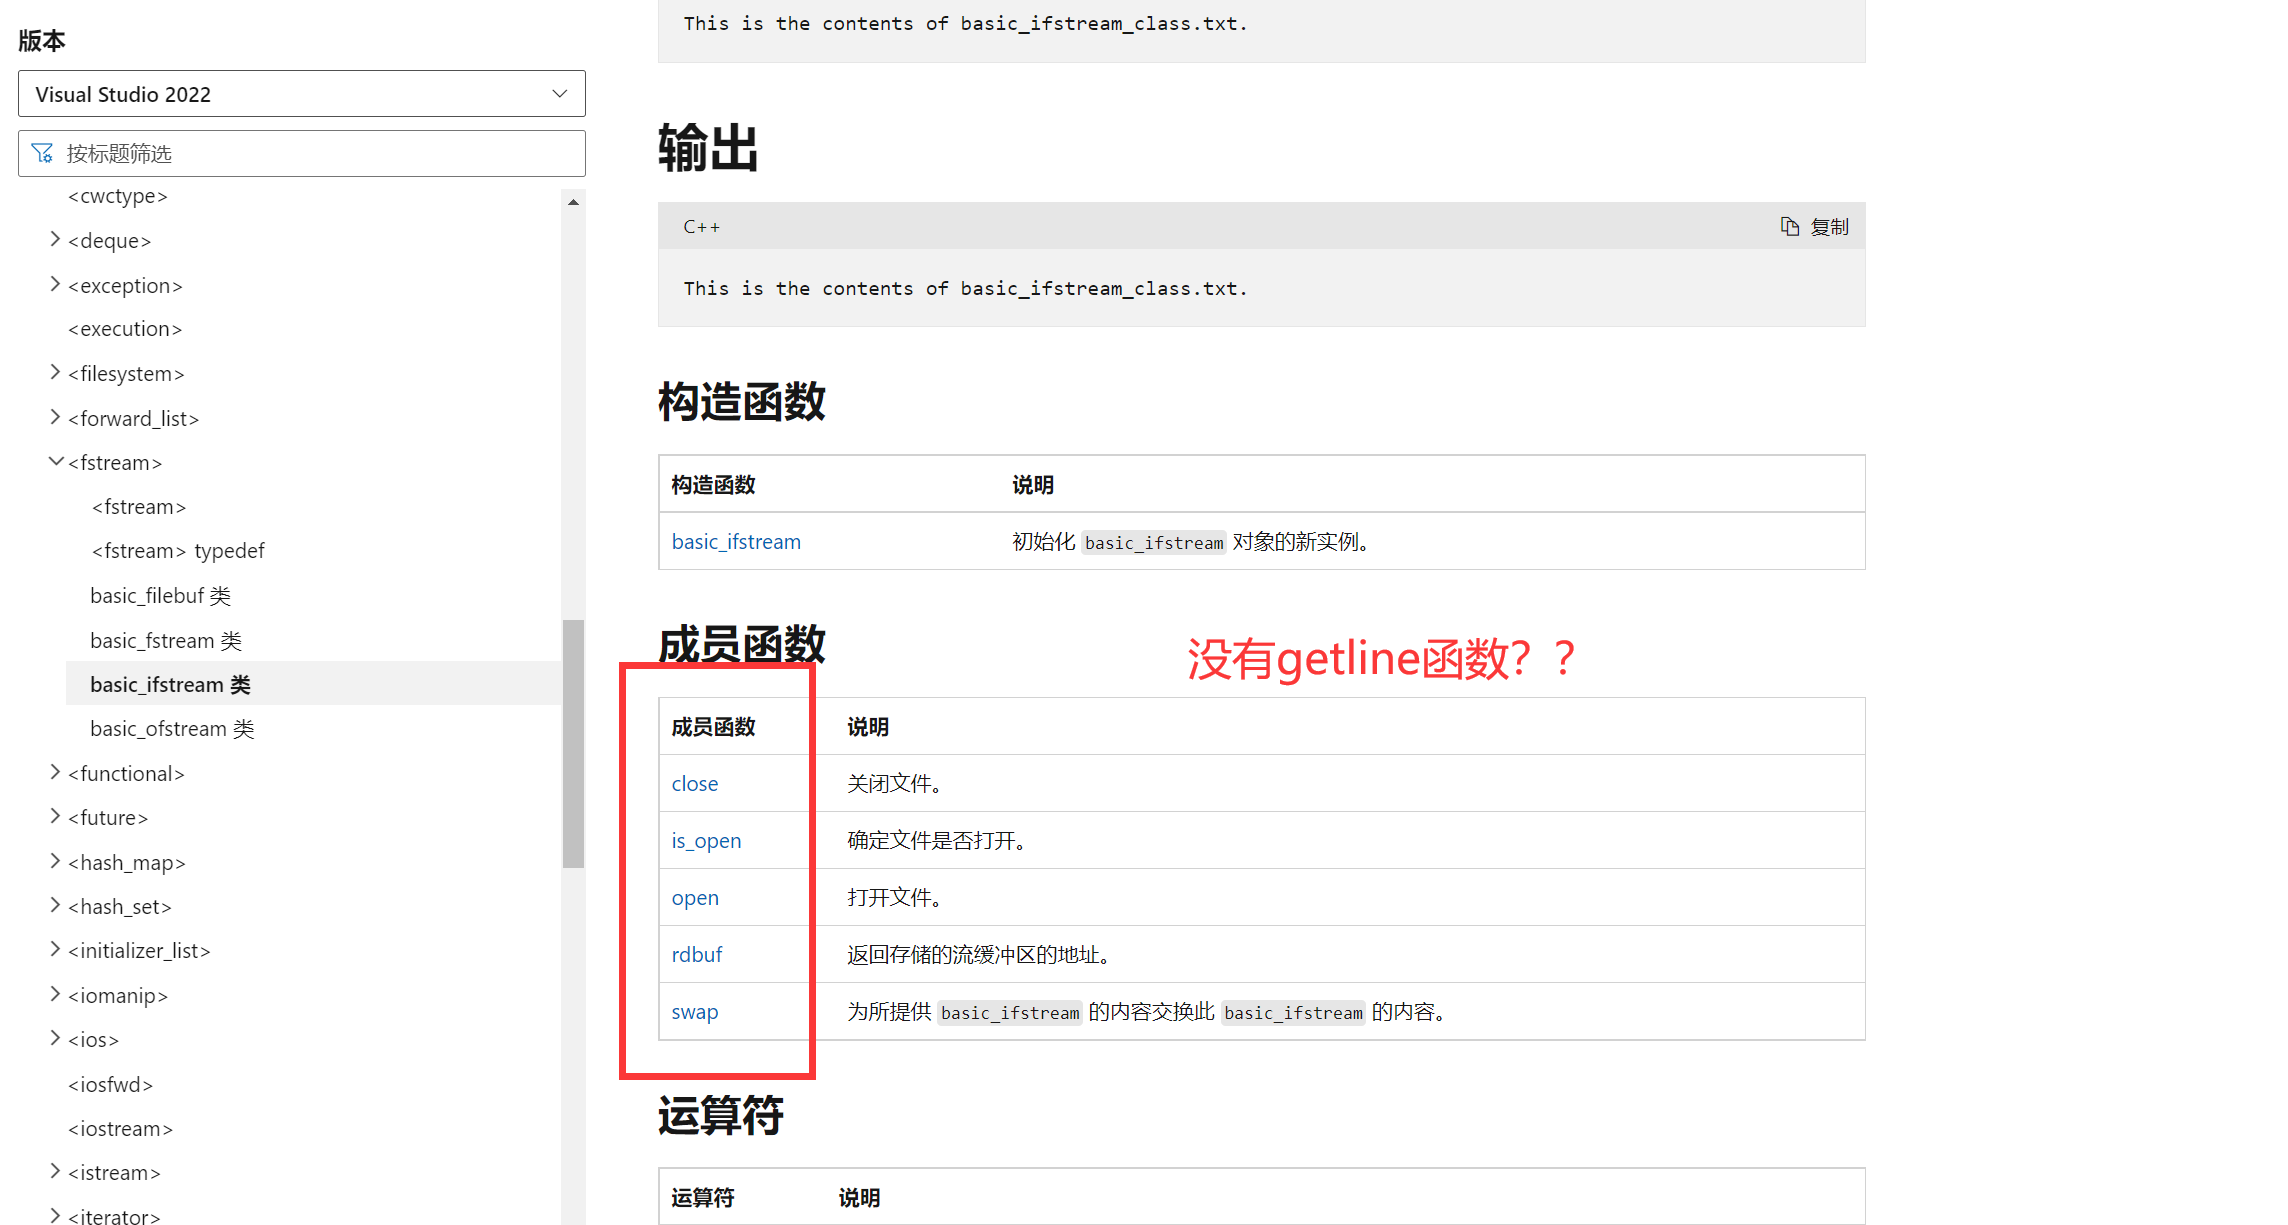 版本
Visual Studio 2022
按标题筛选
<cwctype>
<deque>
<exception>
<execution>
<filesystem>
<forward_list>
<fstream>
<fstream>
<fstream> typedef
basic_filebuf 类
basic_fstream 类
basic_ifstream 类
basic_ofstream 类
<functional>
<future>
<hash_map>
<hash_set>
<initializer_list>
<iomanip>
<ios>
<iosfwd>
<iostream>
<istream>
<iterator>
This is the contents of basic_ifstream_class.txt.
输出
C++ 复制
This is the contents of basic_ifstream_class.txt.
构造函数
构造函数 说明
basic_ifstream 初始化 basic_ifstream 对象的新实例。
成员函数
没有getline函数？？
成员函数 说明
close 关闭文件。
is_open 确定文件是否打开。
open 打开文件。
rdbuf 返回存储的流缓冲区的地址。
swap 为所提供 basic_ifstream 的内容交换此 basic_ifstream 的内容。
运算符
运算符 说明